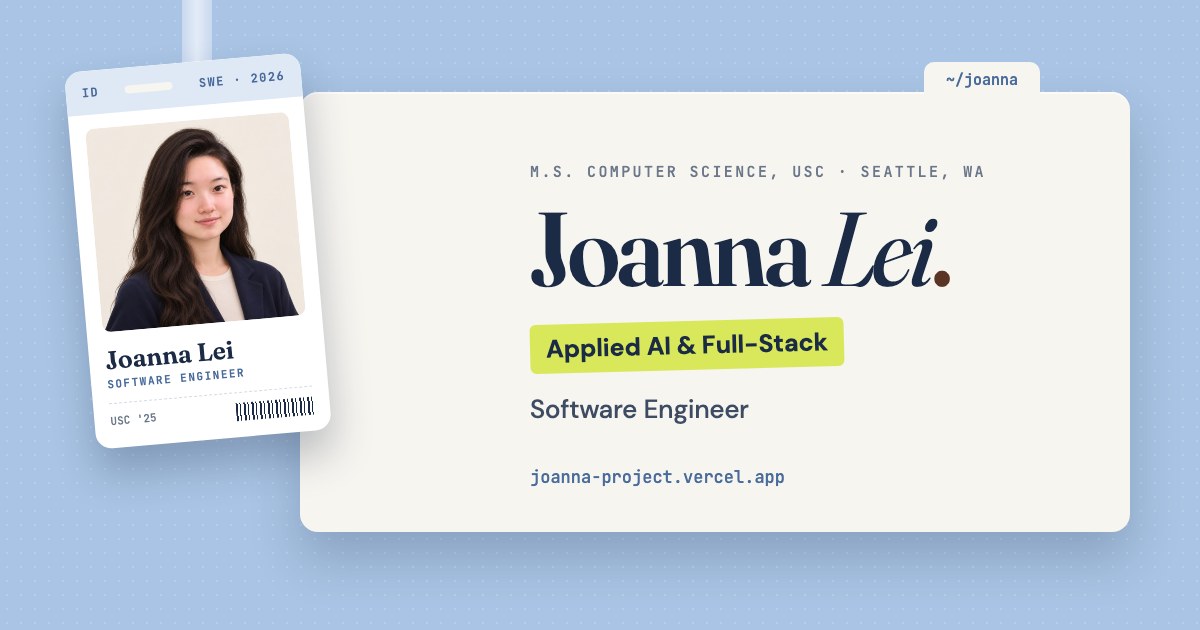 ID
SWE · 2026
Joanna Lei
SOFTWARE ENGINEER
USC '25
~/joanna
M.S. COMPUTER SCIENCE, USC · SEATTLE, WA
Joanna Lei.
Applied AI & Full-Stack
Software Engineer
joanna-project.vercel.app